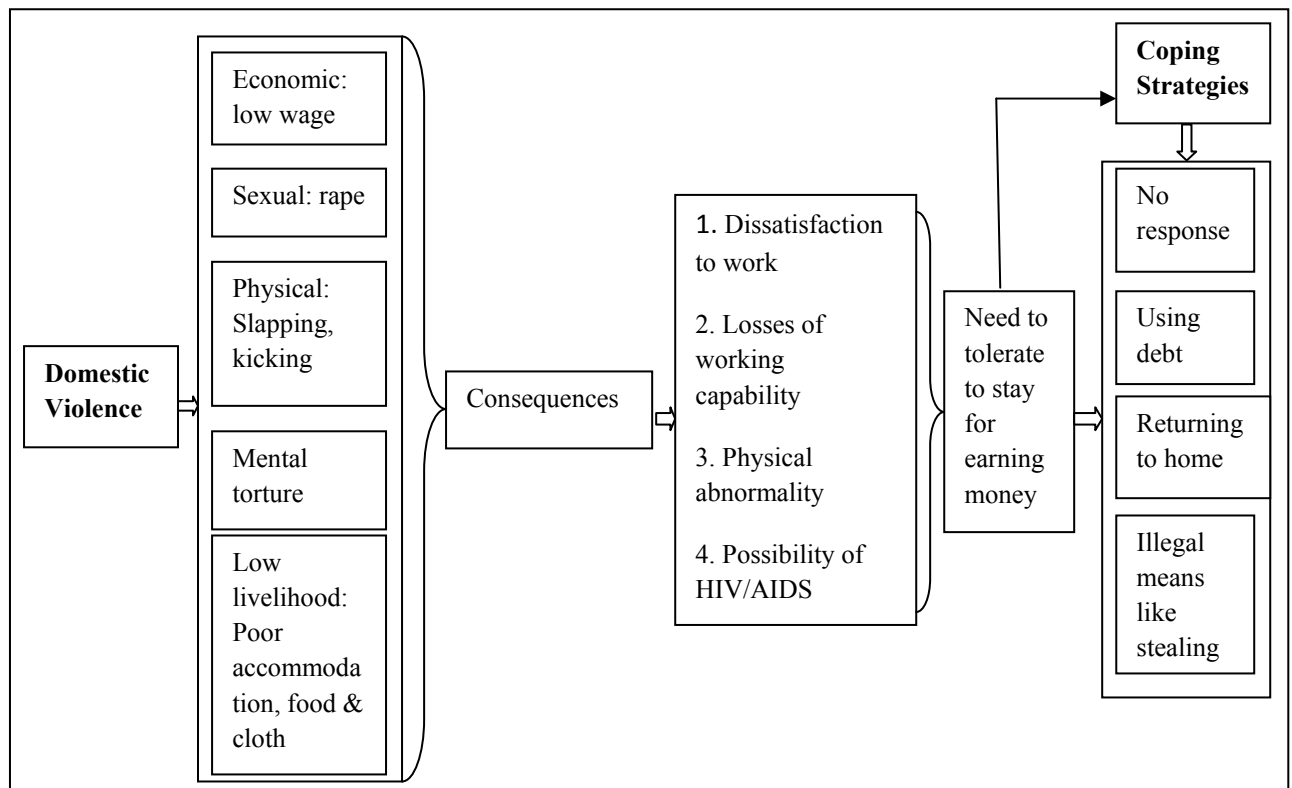 Domestic
Violence
Economic:
low wage
Sexual: rape
Physical:
Slapping,
kicking
Mental
torture
Low
livelihood:
Poor
accommoda
tion, food &
cloth
Consequences
1. Dissatisfaction
to work
2. Losses of
working
capability
3. Physical
abnormality
4. Possibility of
HIV/AIDS
Need to
tolerate
to stay
for
earning
money
Coping
Strategies
No
response
Using
debt
Returning
to home
Illegal
means
like
stealing